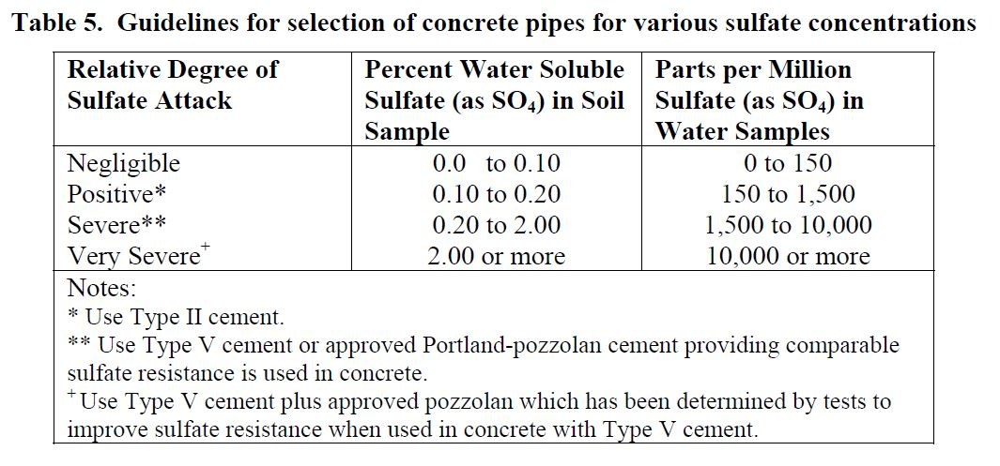 Table 5.  Guidelines for selection of concrete pipes for various sulfate concentrations
Relative Degree of Sulfate Attack | Percent Water Soluble Sulfate (as SO₄) in Soil Sample | Parts per Million Sulfate (as SO₄) in Water Samples
Negligible | 0.0  to 0.10 | 0 to 150
Positive* | 0.10 to 0.20 | 150 to 1,500
Severe** | 0.20 to 2.00 | 1,500 to 10,000
Very Severe⁺ | 2.00 or more | 10,000 or more
Notes:
* Use Type II cement.
** Use Type V cement or approved Portland-pozzolan cement providing comparable
sulfate resistance is used in concrete.
⁺ Use Type V cement plus approved pozzolan which has been determined by tests to
improve sulfate resistance when used in concrete with Type V cement.